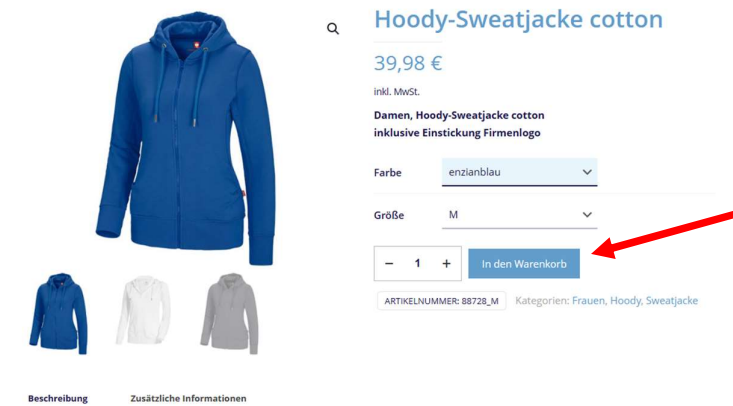 Hoody-Sweatjacke cotton
39,98 €
inkl. MwSt.
Damen, Hoody-Sweatjacke cotton
inklusive Einstickung Firmenlogo
Farbe enzianblau
Größe M
− 1 + In den Warenkorb
ARTIKELNUMMER: 88728_M Kategorien: Frauen, Hoody, Sweatjacke
Beschreibung Zusätzliche Informationen